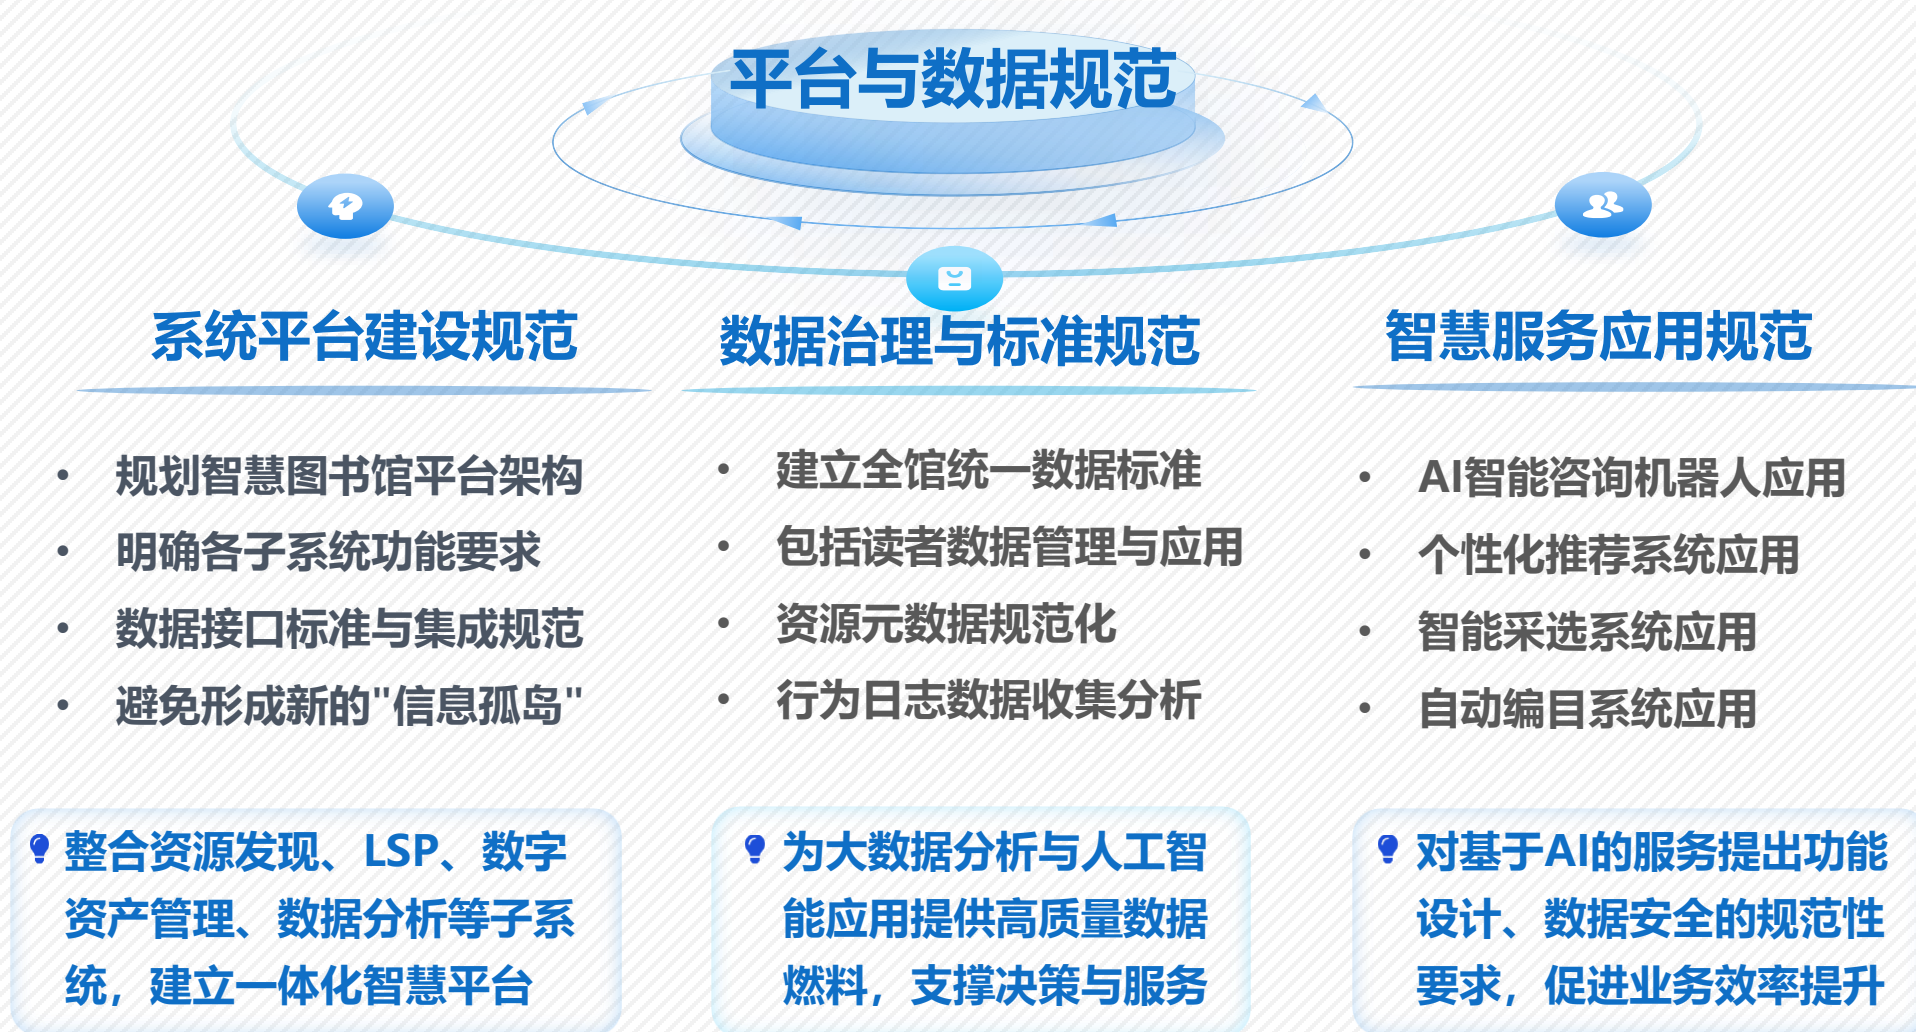 平台与数据规范
系统平台建设规范
• 规划智慧图书馆平台架构
• 明确各子系统功能要求
• 数据接口标准与集成规范
• 避免形成新的"信息孤岛"
整合资源发现、LSP、数字
资产管理、数据分析等子系
统，建立一体化智慧平台
数据治理与标准规范
• 建立全馆统一数据标准
• 包括读者数据管理与应用
• 资源元数据规范化
• 行为日志数据收集分析
为大数据分析与人工智
能应用提供高质量数据
燃料，支撑决策与服务
智慧服务应用规范
• AI智能咨询机器人应用
• 个性化推荐系统应用
• 智能采选系统应用
• 自动编目系统应用
对基于AI的服务提出功能
设计、数据安全的规范性
要求，促进业务效率提升